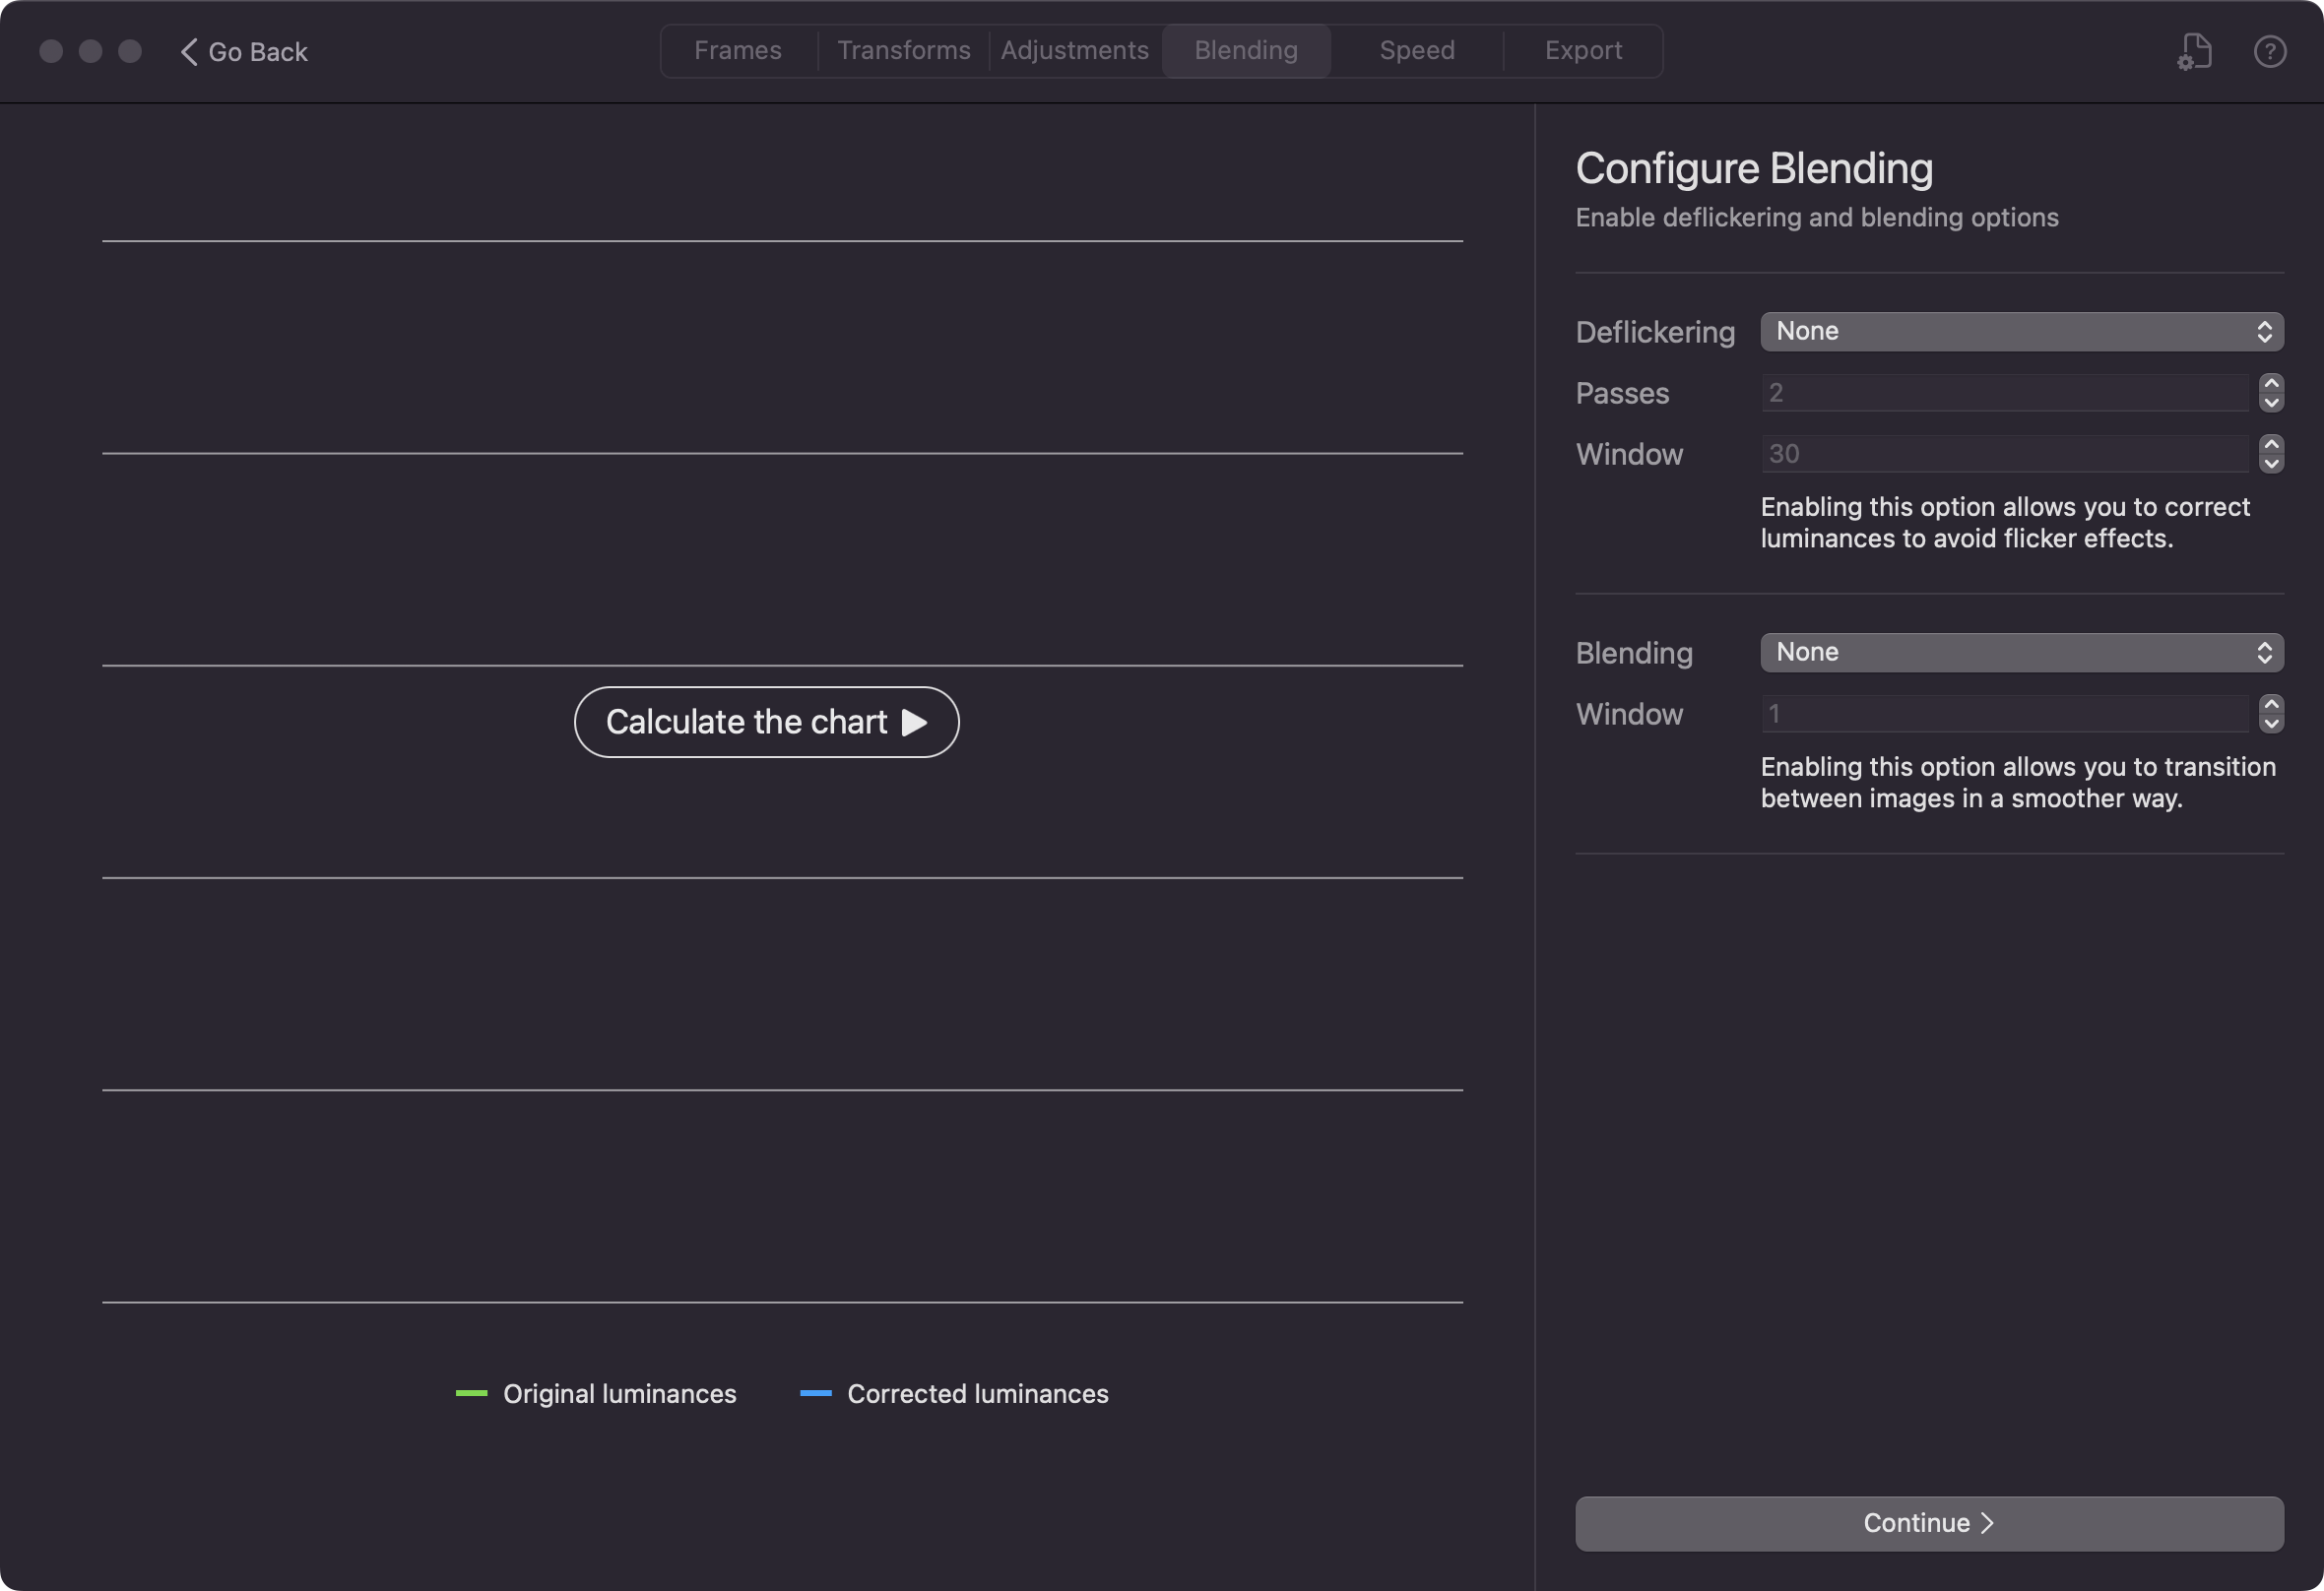 Go Back
Frames
Transforms
Adjustments
Blending
Speed
Export
Configure Blending
Enable deflickering and blending options
Deflickering
None
Passes
2
Window
30
Enabling this option allows you to correct
luminances to avoid flicker effects.
Blending
None
Window
1
Enabling this option allows you to transition
between images in a smoother way.
Calculate the chart
Original luminances
Corrected luminances
Continue